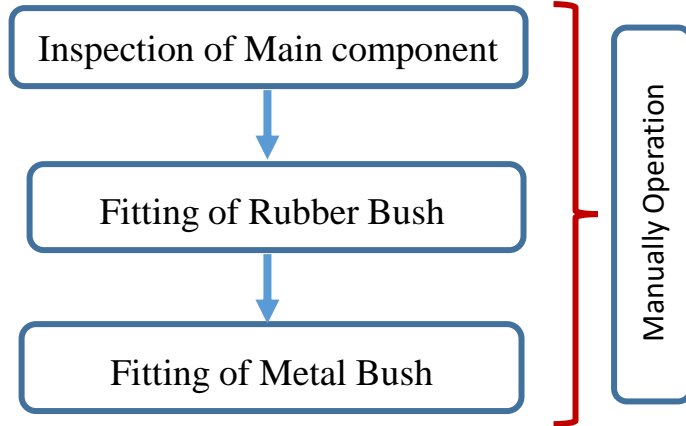 Inspection of Main component
Fitting of Rubber Bush
Fitting of Metal Bush
Manually Operation